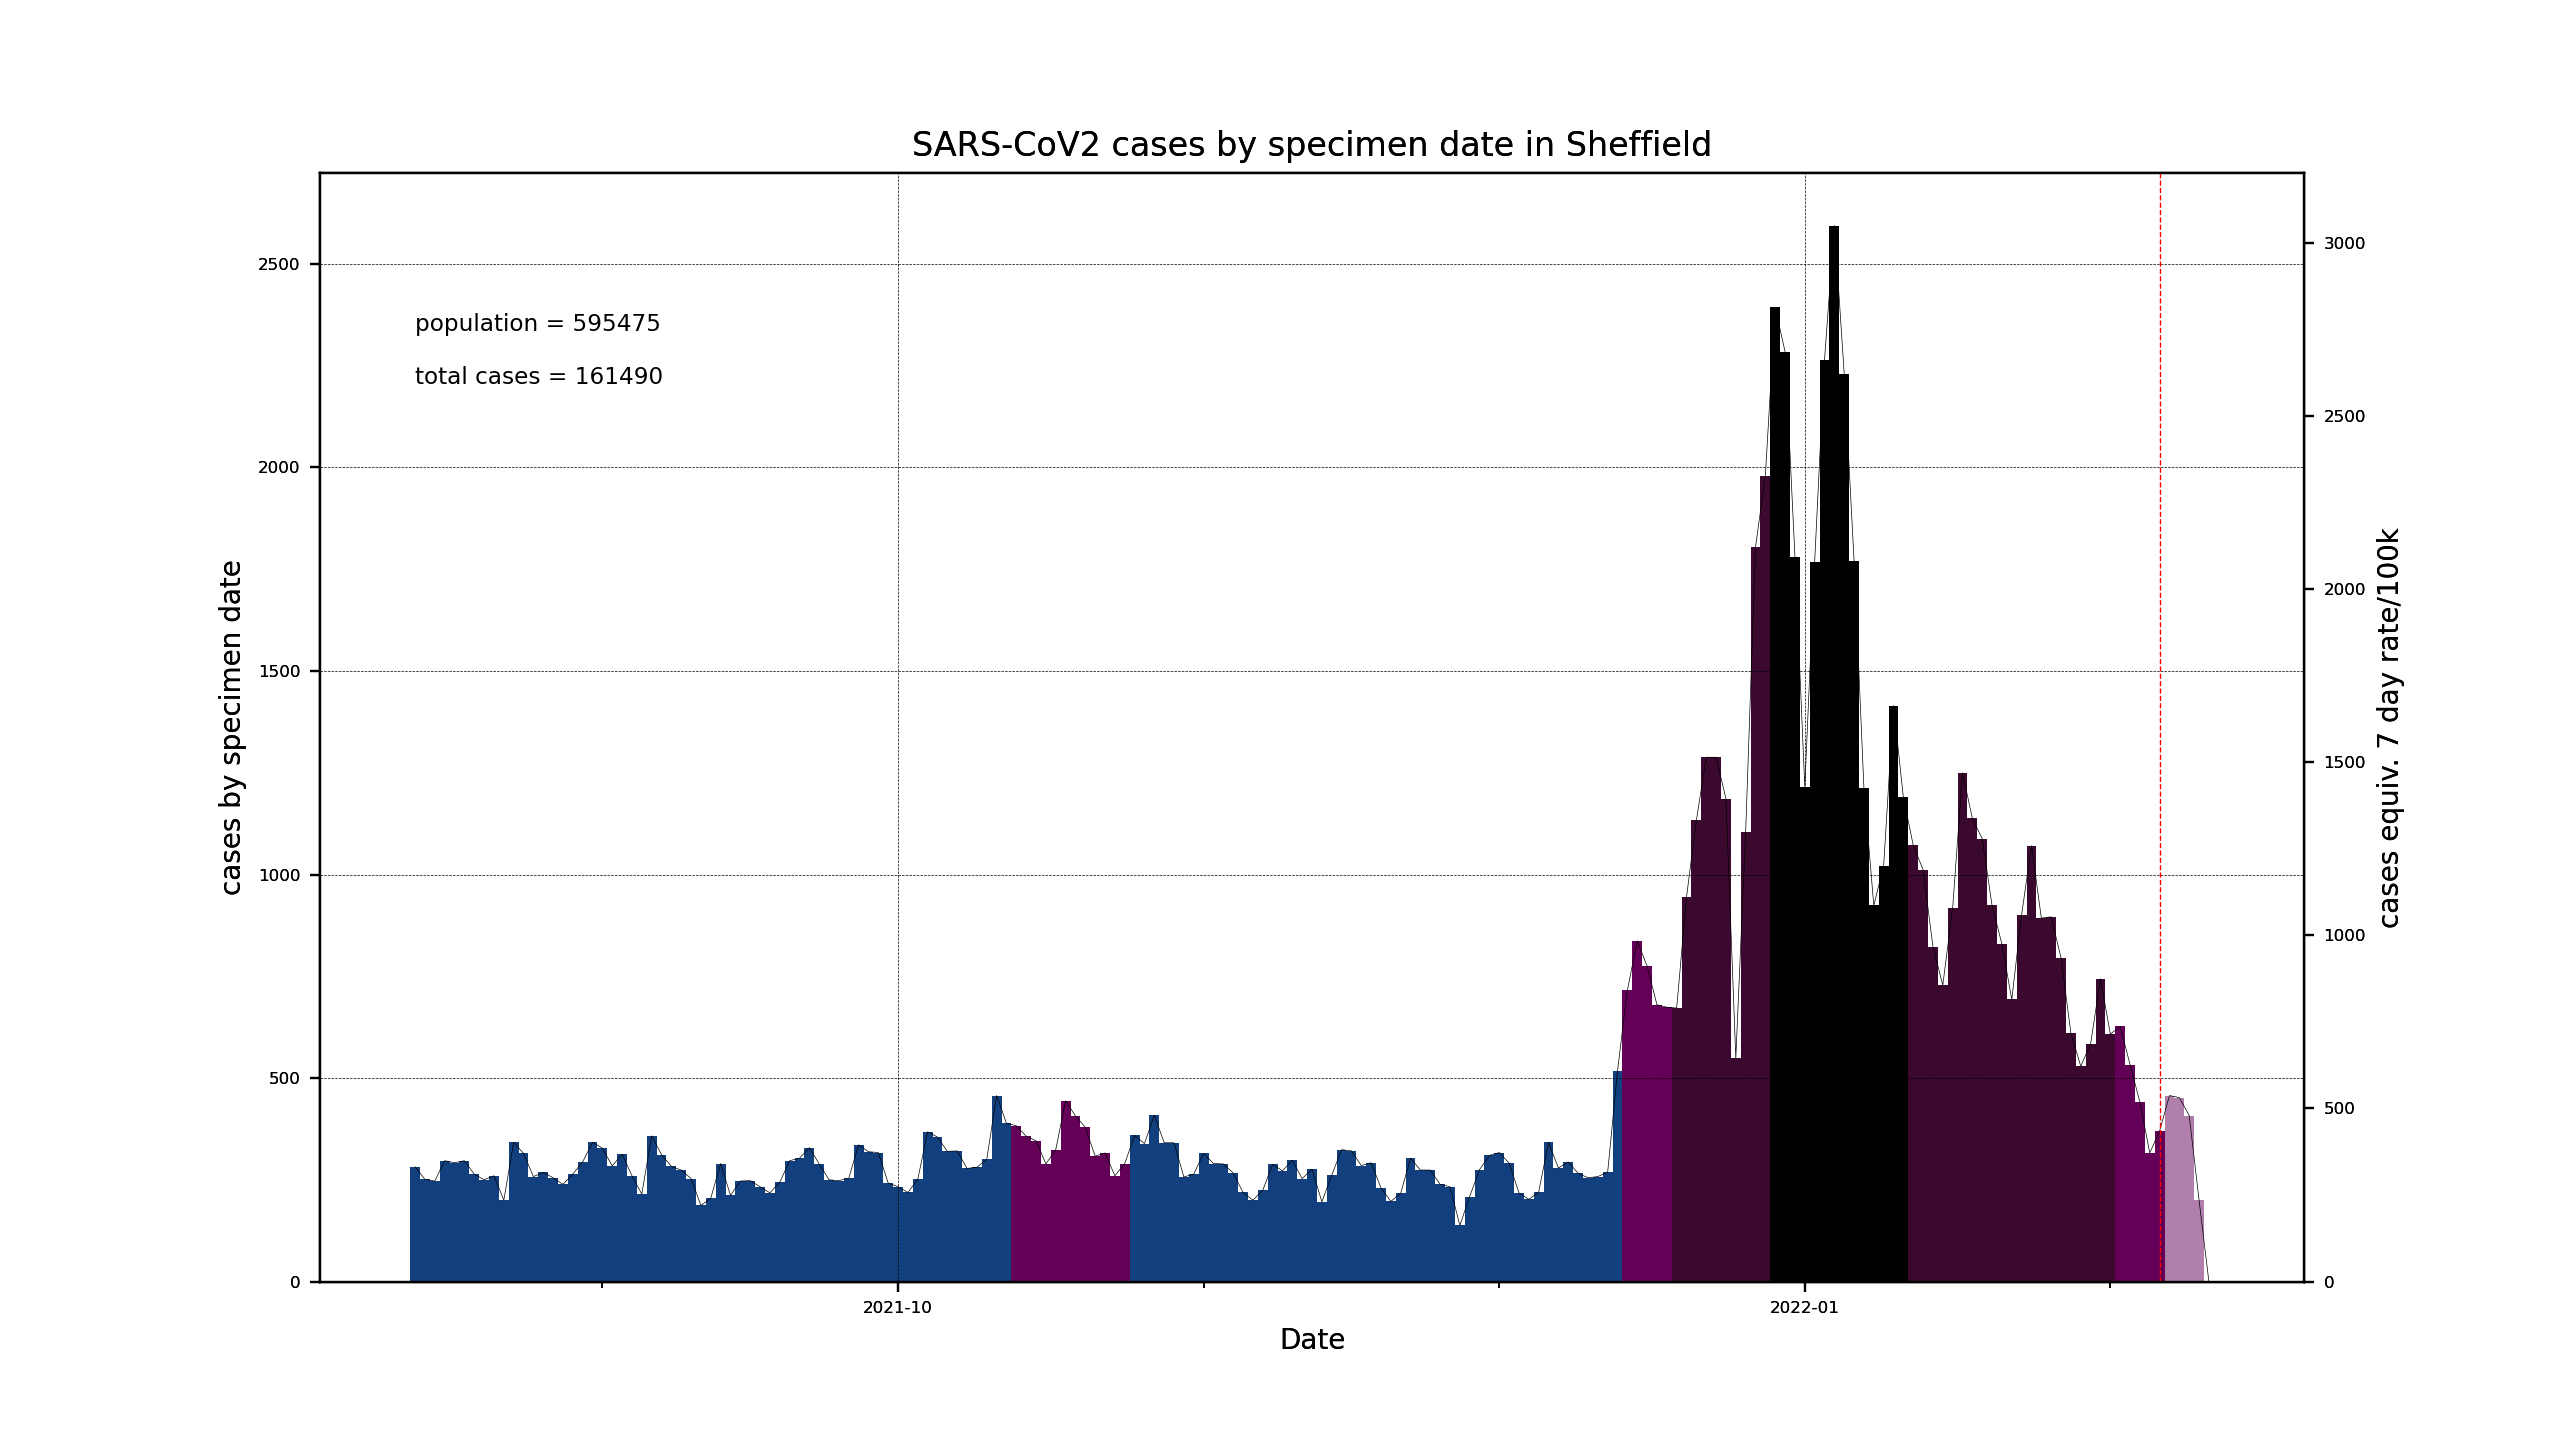 SARS-CoV2 cases by specimen date in Sheffield
population = 595475
total cases = 161490
cases by specimen date
2500
2000
1500
1000
500
0
3000
2500
2000
1500
1000
500
0
cases equiv. 7 day rate/100k
2021-10
2022-01
Date